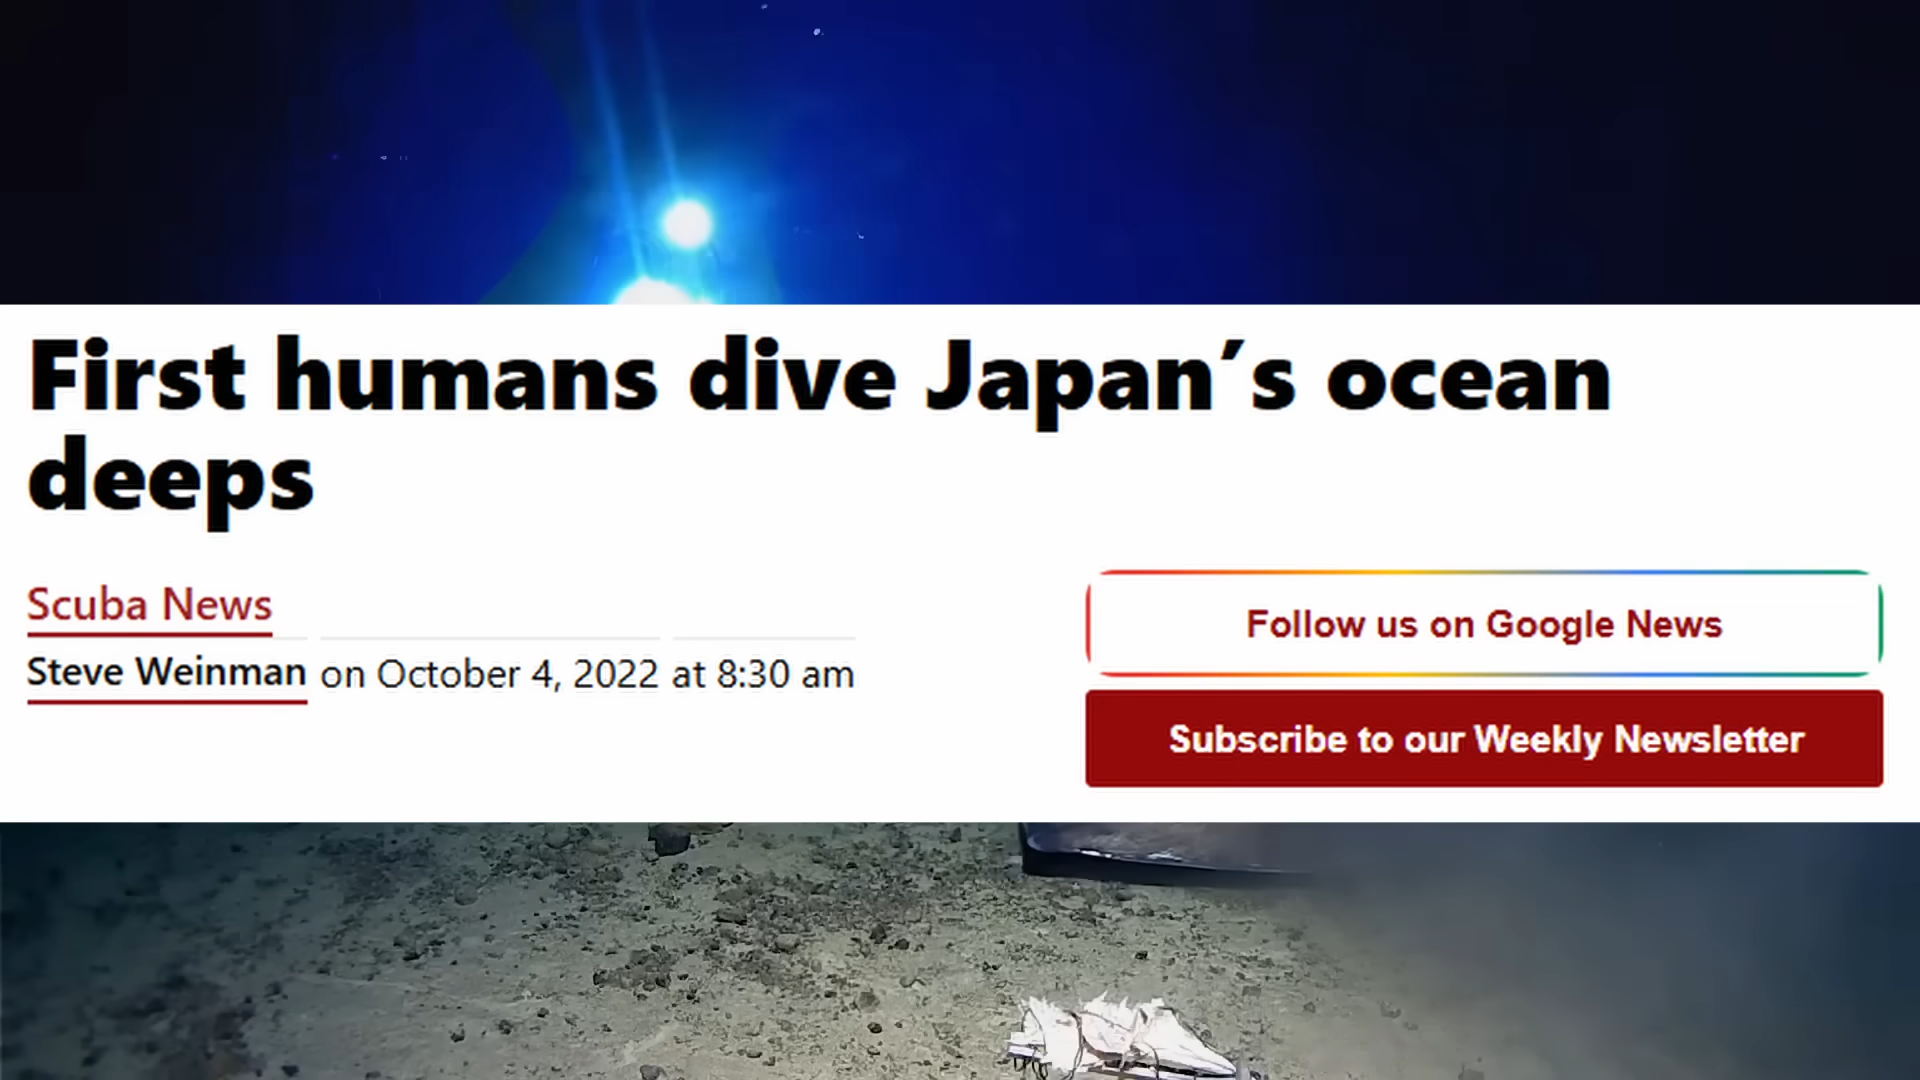 First humans dive Japan’s ocean
deeps
Scuba News
Steve Weinman on October 4, 2022 at 8:30 am
Follow us on Google News
Subscribe to our Weekly Newsletter